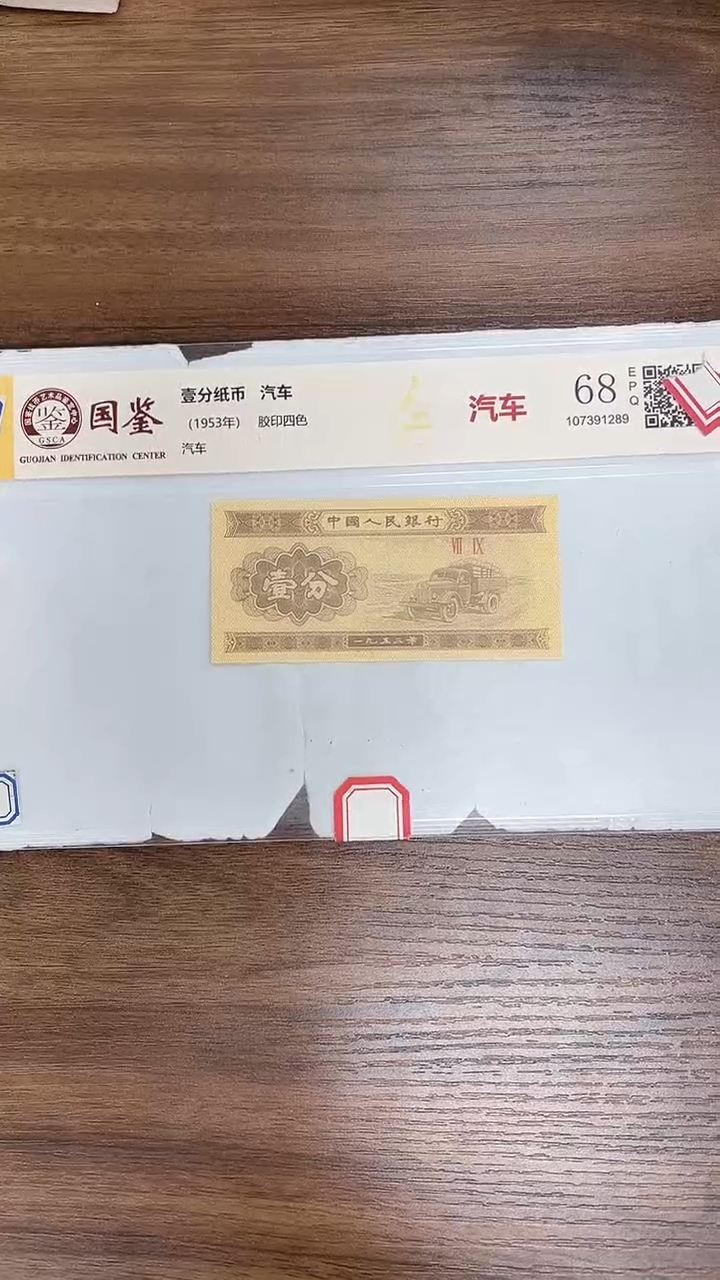 国鉴
GSCA
GUOJIAN IDENTIFICATION CENTER
壹分纸币 汽车
(1953年) 胶印四色
汽车
汽车
68
EPQ
107391289
中國人民銀行
VII IX
壹分
一九五三年